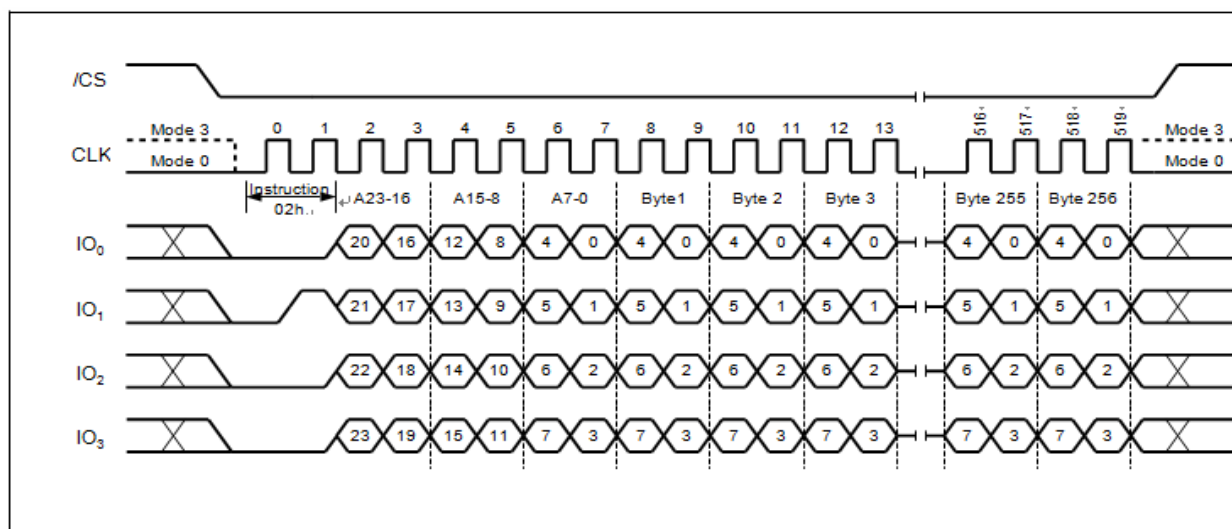 /CS
0 1 2 3 4 5 6 7 8 9 10 11 12 13 516 517 518 519
Mode 3 Mode 3
CLK
Mode 0 Mode 0
Instruction A23-16 A15-8 A7-0 Byte1 Byte 2 Byte 3 Byte 255 Byte 256
02h.
IO0 20 16 12 8 4 0 4 0 4 0 4 0 4 0 4 0
IO1 21 17 13 9 5 1 5 1 5 1 5 1 5 1 5 1
IO2 22 18 14 10 6 2 6 2 6 2 6 2 6 2 6 2
IO3 23 19 15 11 7 3 7 3 7 3 7 3 7 3 7 3